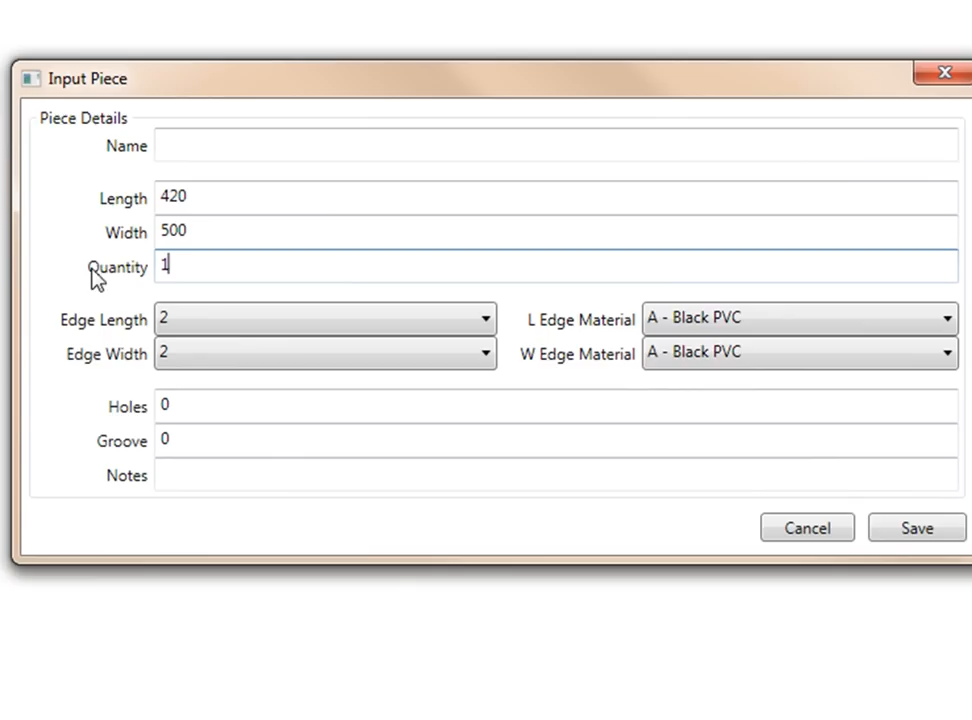 Input Piece
Piece Details
Name
Length 420
Width 500
Quantity 1
Edge Length 2 L Edge Material A - Black PVC
Edge Width 2 W Edge Material A - Black PVC
Holes 0
Groove 0
Notes
Cancel Save